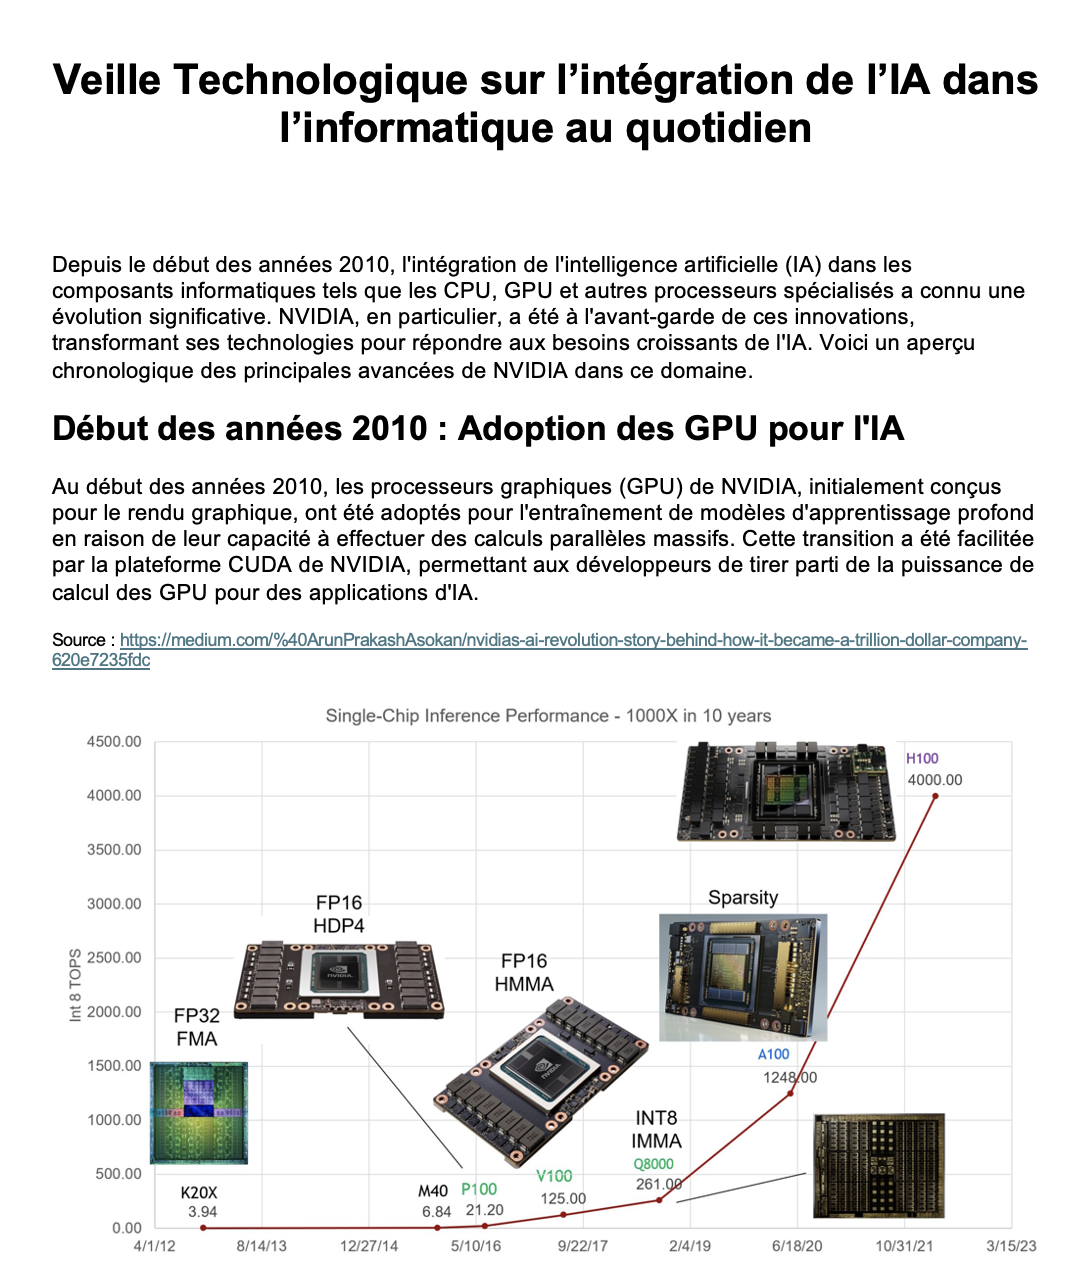 Veille Technologique sur l’intégration de l’IA dans
l’informatique au quotidien
Depuis le début des années 2010, l'intégration de l'intelligence artificielle (IA) dans les
composants informatiques tels que les CPU, GPU et autres processeurs spécialisés a connu une
évolution significative. NVIDIA, en particulier, a été à l'avant-garde de ces innovations,
transformant ses technologies pour répondre aux besoins croissants de l'IA. Voici un aperçu
chronologique des principales avancées de NVIDIA dans ce domaine.
Début des années 2010 : Adoption des GPU pour l'IA
Au début des années 2010, les processeurs graphiques (GPU) de NVIDIA, initialement conçus
pour le rendu graphique, ont été adoptés pour l'entraînement de modèles d'apprentissage profond
en raison de leur capacité à effectuer des calculs parallèles massifs. Cette transition a été facilitée
par la plateforme CUDA de NVIDIA, permettant aux développeurs de tirer parti de la puissance de
calcul des GPU pour des applications d'IA.
Source : https://medium.com/%40ArunPrakashAsokan/nvidias-ai-revolution-story-behind-how-it-became-a-trillion-dollar-company-
620e7235fdc
Single-Chip Inference Performance - 1000X in 10 years
Int 8 TOPS
4500.00
4000.00
3500.00
3000.00
2500.00
2000.00
1500.00
1000.00
500.00
0.00
FP32
FMA
K20X
3.94
FP16
HDP4
NVIDIA
M40
6.84
P100
21.20
FP16
HMMA
NVIDIA
V100
125.00
INT8
IMMA
Q8000
261.00
Sparsity
A100
1248.00
H100
4000.00
4/1/12
8/14/13
12/27/14
5/10/16
9/22/17
2/4/19
6/18/20
10/31/21
3/15/23